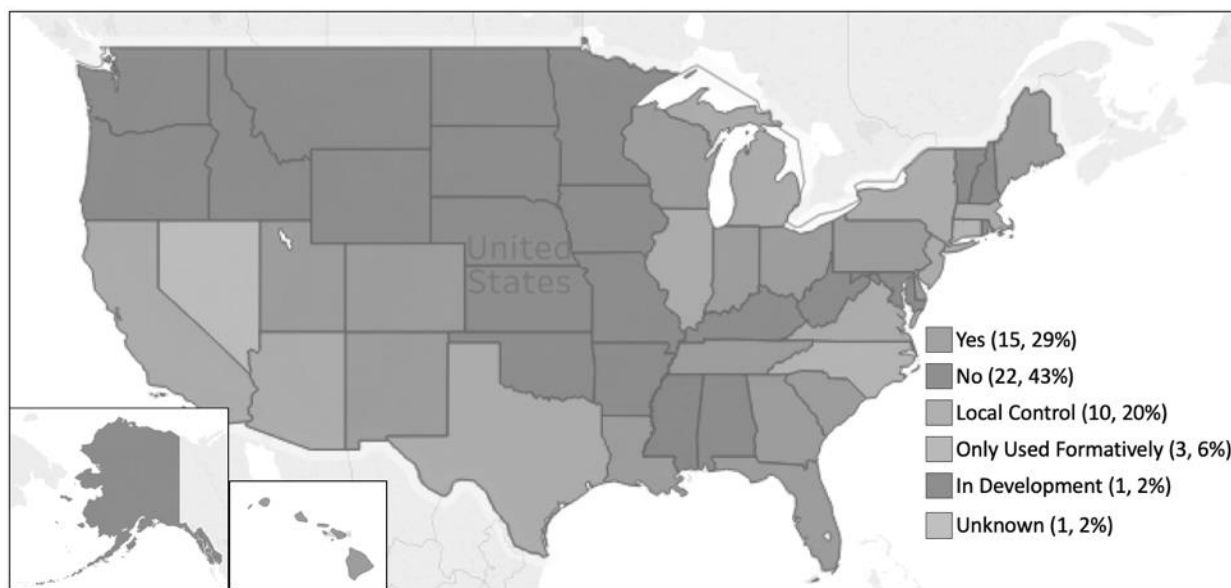 United
States
Yes (15, 29%)
No (22, 43%)
Local Control (10, 20%)
Only Used Formatively (3, 6%)
In Development (1, 2%)
Unknown (1, 2%)